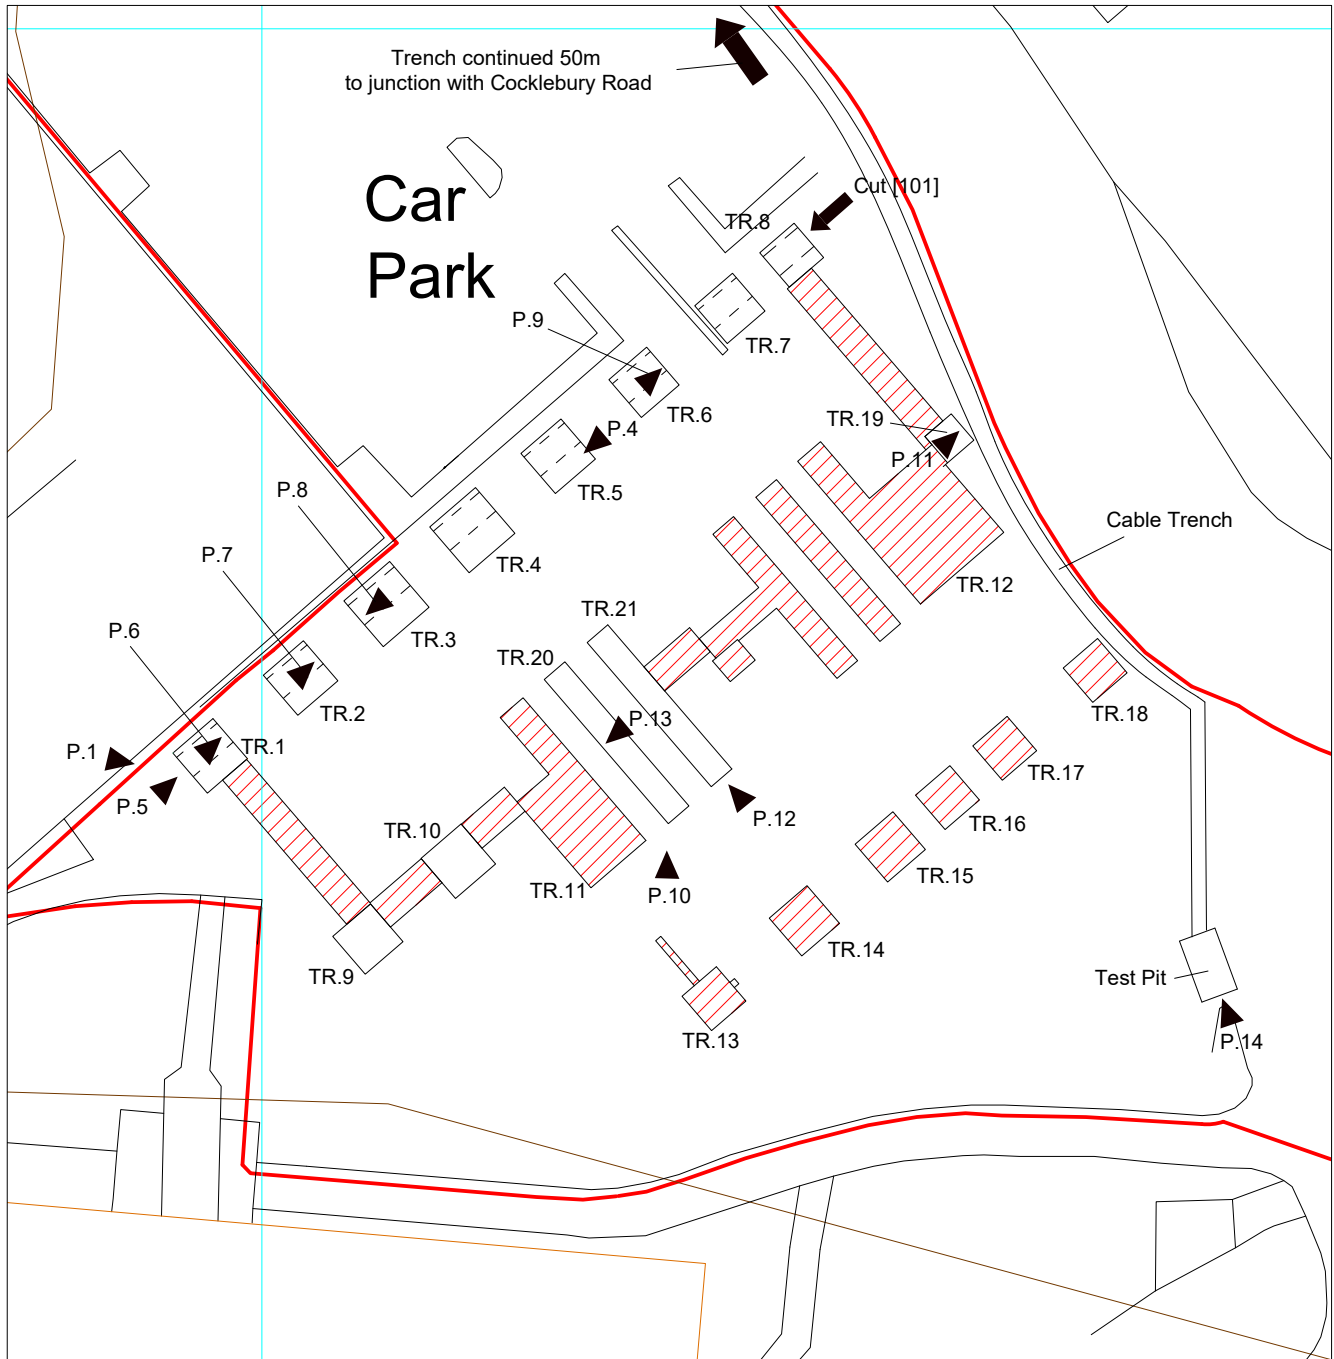 Trench continued 50m
to junction with Cocklebury Road
Car
Park
Cut [101]
TR.8
P.9
TR.7
TR.6
TR.19
P.4
P.11
P.8
TR.5
Cable Trench
P.7
TR.4
TR.12
TR.21
P.6
TR.3
TR.20
TR.2
TR.18
P.13
P.1
TR.1
TR.17
P.5
P.12
TR.16
TR.10
TR.15
TR.11
P.10
TR.14
TR.9
Test Pit
TR.13
P.14